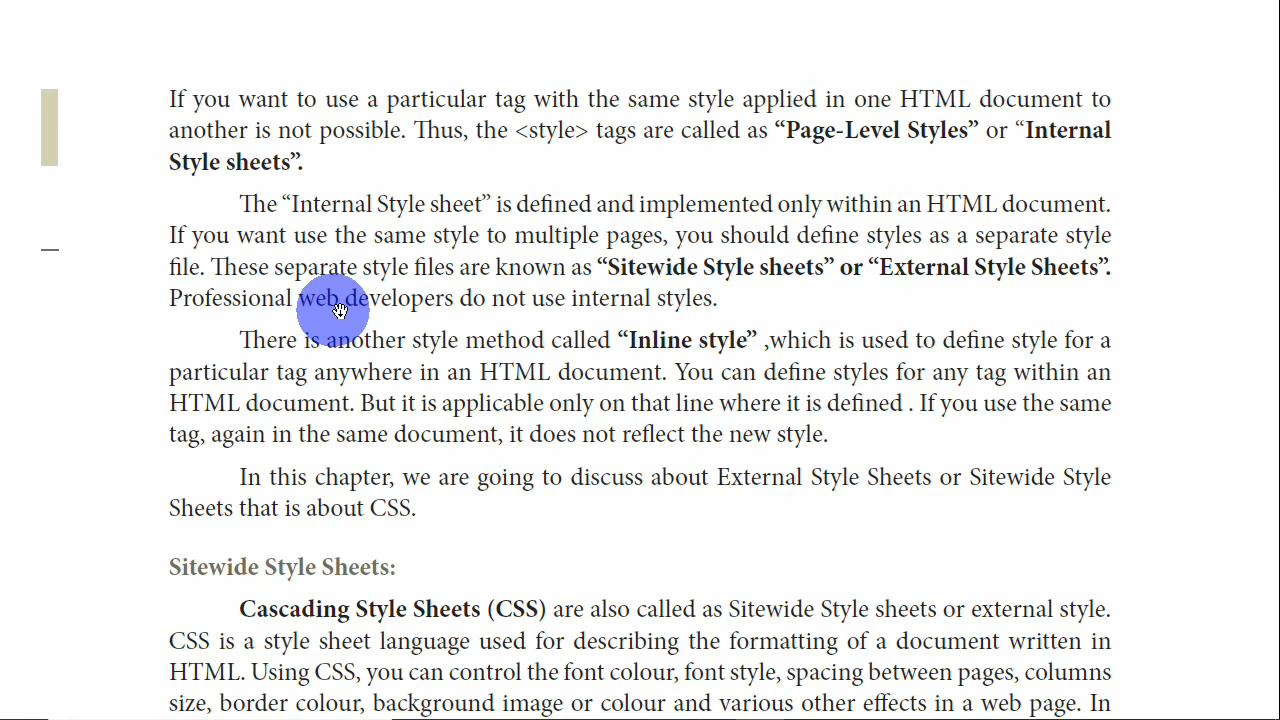 If you want to use a particular tag with the same style applied in one HTML document to
another is not possible. Thus, the <style> tags are called as “Page-Level Styles” or “Internal
Style sheets”.
The “Internal Style sheet” is defined and implemented only within an HTML document.
If you want use the same style to multiple pages, you should define styles as a separate style
file. These separate style files are known as “Sitewide Style sheets” or “External Style Sheets”.
Professional web developers do not use internal styles.
There is another style method called “Inline style” ,which is used to define style for a
particular tag anywhere in an HTML document. You can define styles for any tag within an
HTML document. But it is applicable only on that line where it is defined . If you use the same
tag, again in the same document, it does not reflect the new style.
In this chapter, we are going to discuss about External Style Sheets or Sitewide Style
Sheets that is about CSS.
Sitewide Style Sheets:
Cascading Style Sheets (CSS) are also called as Sitewide Style sheets or external style.
CSS is a style sheet language used for describing the formatting of a document written in
HTML. Using CSS, you can control the font colour, font style, spacing between pages, columns
size, border colour, background image or colour and various other effects in a web page. In